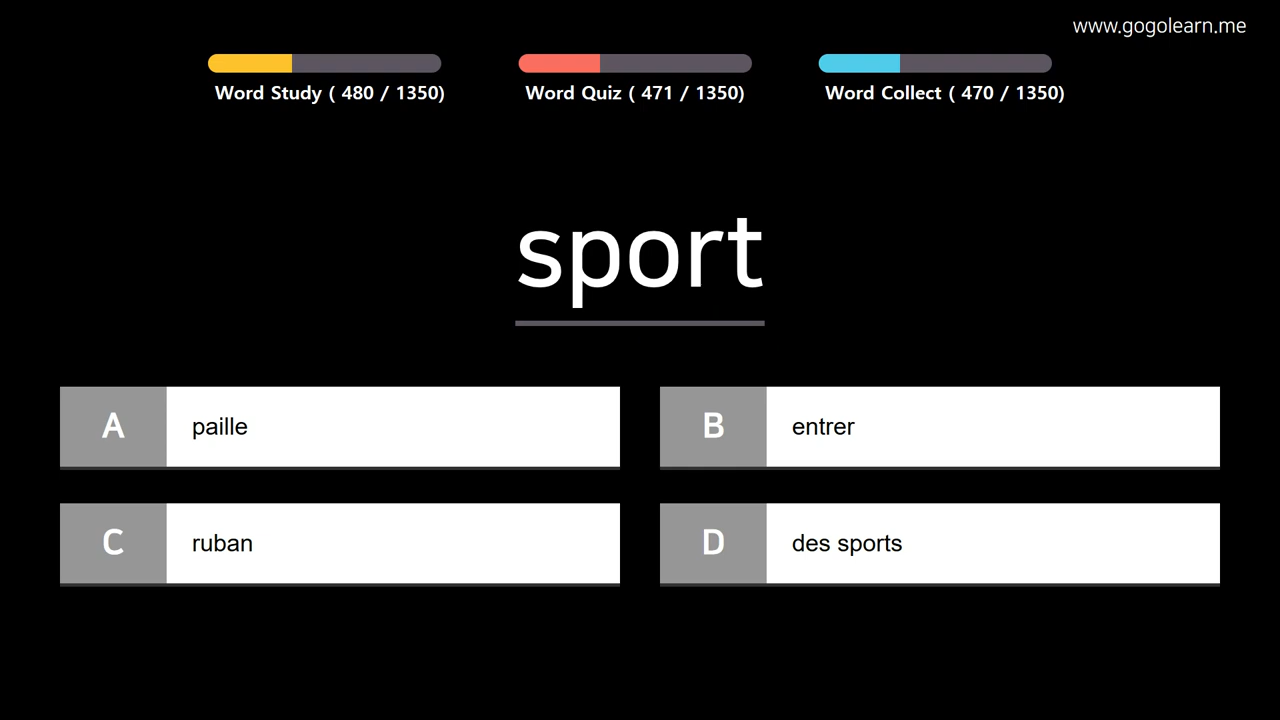 www.gogolearn.me
Word Study ( 480 / 1350)
Word Quiz ( 471 / 1350)
Word Collect ( 470 / 1350)
sport
A paille
B entrer
C ruban
D des sports